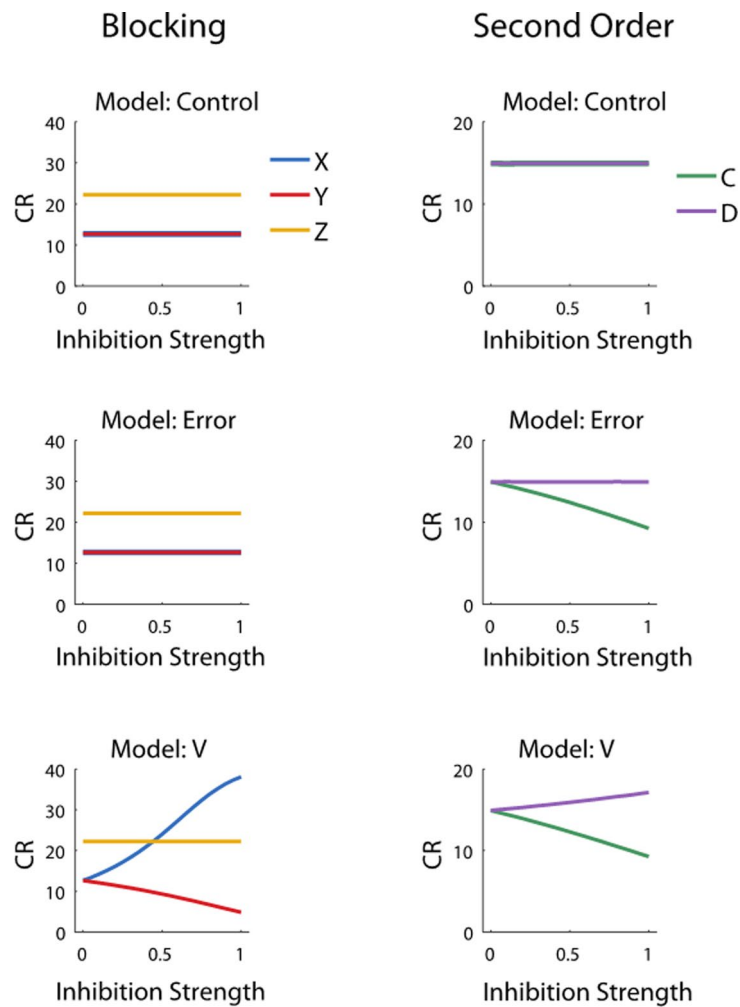 Blocking
Second Order
Model: Control
40
30
20
10
0
CR
0 0.5 1
Inhibition Strength
X
Y
Z
Model: Control
20
10
0
CR
0 0.5 1
Inhibition Strength
C
D
Model: Error
40
30
20
10
0
CR
0 0.5 1
Inhibition Strength
Model: Error
20
10
0
CR
0 0.5 1
Inhibition Strength
Model: V
40
30
20
10
0
CR
0 0.5 1
Inhibition Strength
Model: V
20
10
0
CR
0 0.5 1
Inhibition Strength